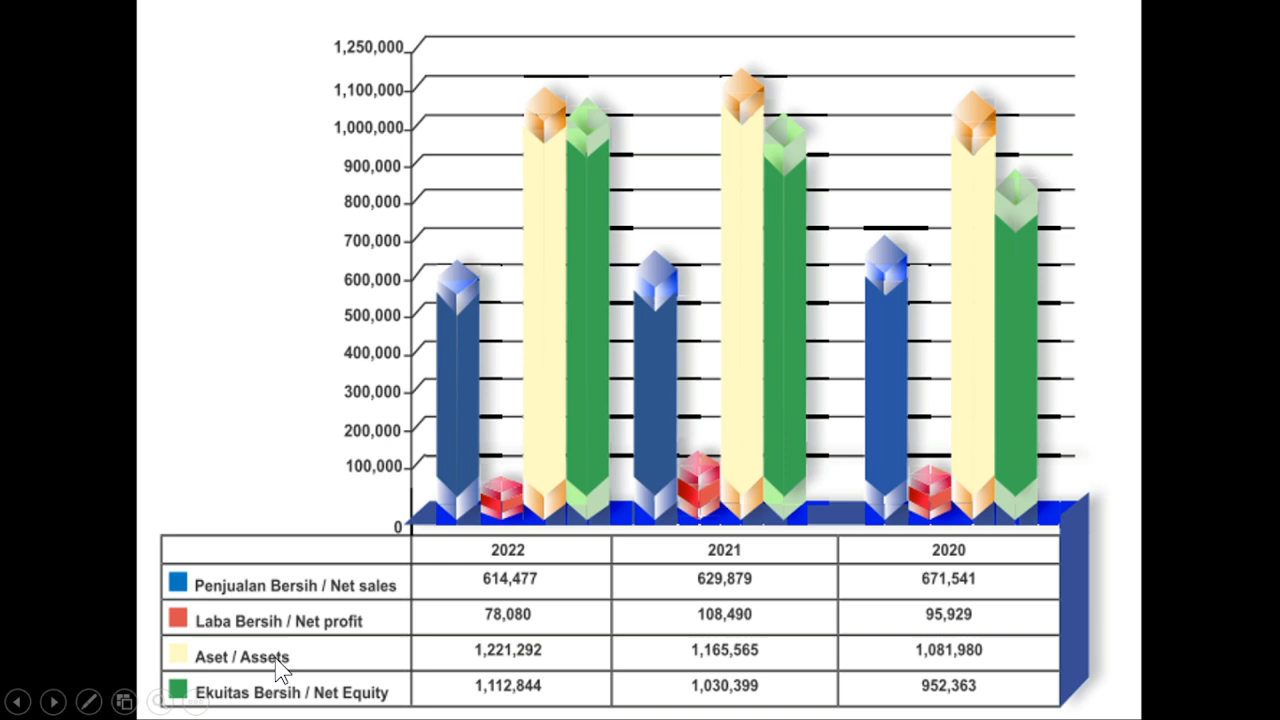 1,250,000
1,100,000
1,000,000
900,000
800,000
700,000
600,000
500,000
400,000
300,000
200,000
100,000
0
2022 2021 2020
Penjualan Bersih / Net sales 614,477 629,879 671,541
Laba Bersih / Net profit 78,080 108,490 95,929
Aset / Assets 1,221,292 1,165,565 1,081,980
Ekuitas Bersih / Net Equity 1,112,844 1,030,399 952,363